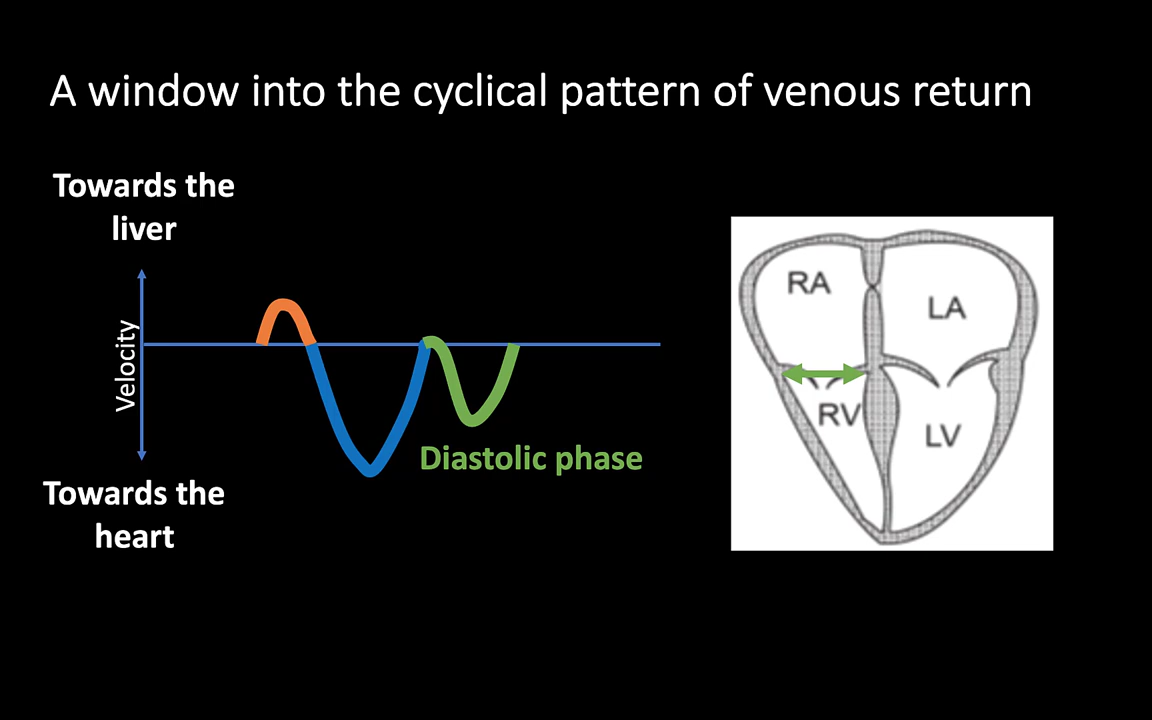 A window into the cyclical pattern of venous return
Towards the
liver
Velocity
Towards the
heart
Diastolic phase
RA
LA
RV
LV